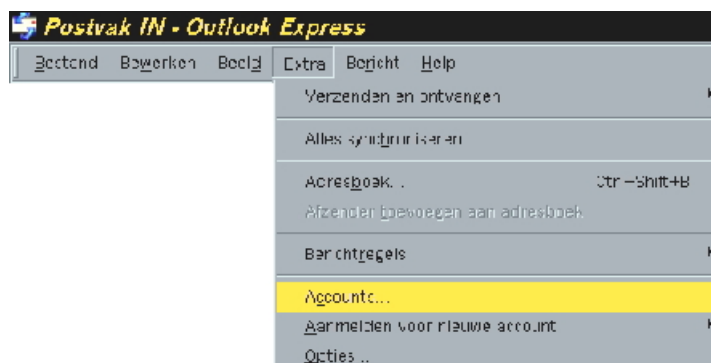 Postvak IN - Outlook Express
Bestand Bewerken Beeld Extra Bericht Help
Verzenden en ontvangen
Alles synchroniseren
Adresboek... Ctrl+Shift+B
Afzender toevoegen aan adresboek
Berichtregels
Accounts...
Aanmelden voor nieuwe account
Opties...